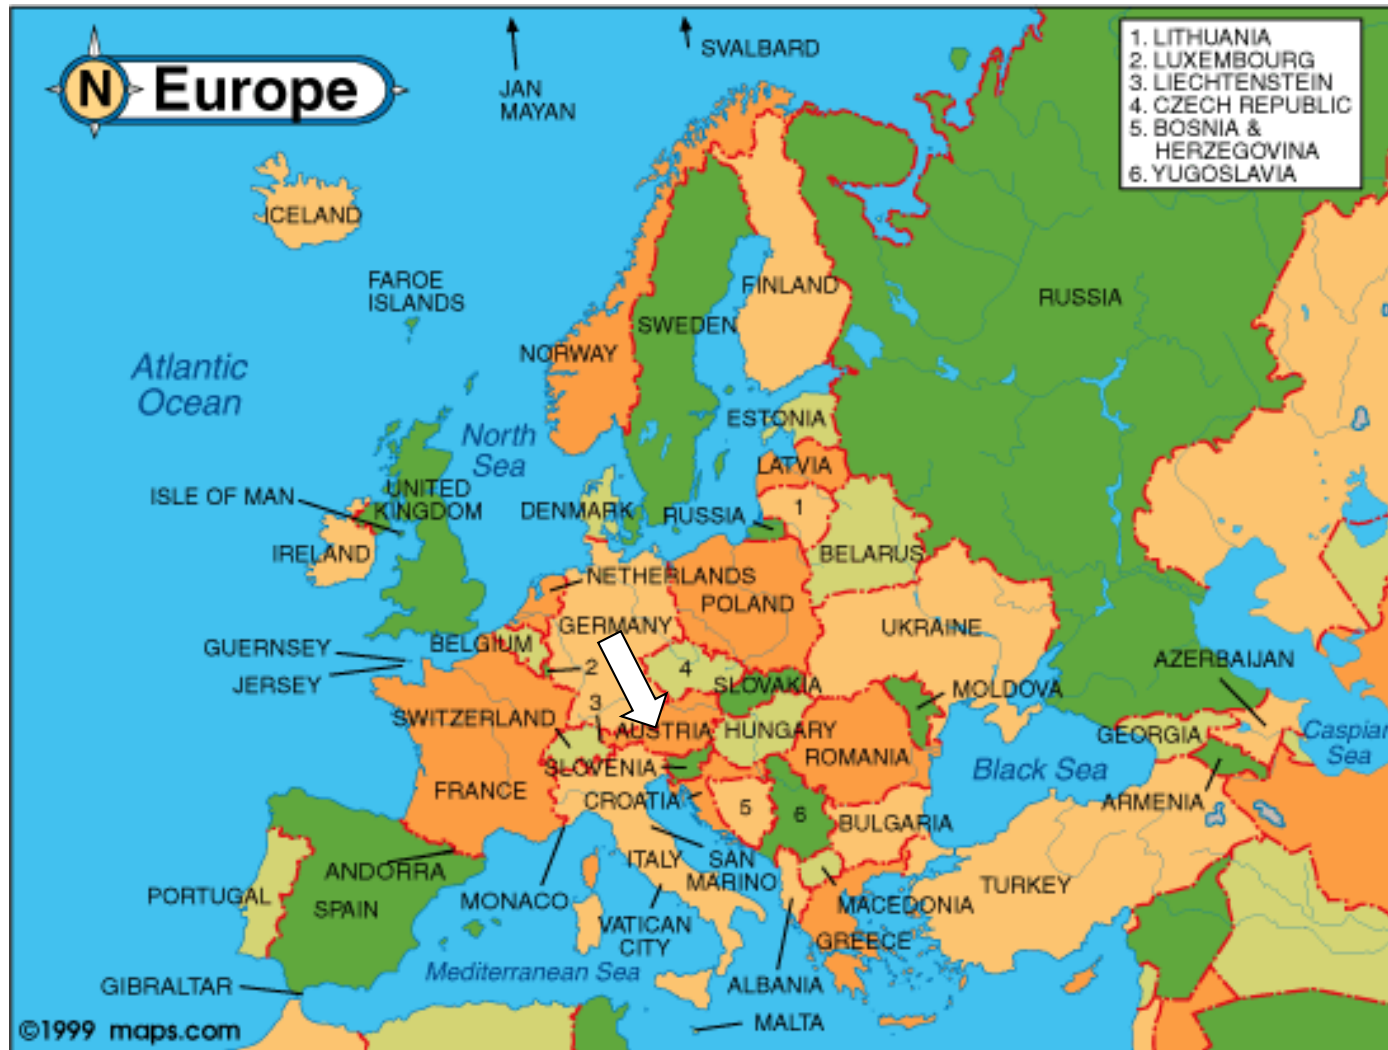 N Europe
JAN
MAYAN
SVALBARD
1. LITHUANIA
2. LUXEMBOURG
3. LIECHTENSTEIN
4. CZECH REPUBLIC
5. BOSNIA &
HERZEGOVINA
6. YUGOSLAVIA
ICELAND
FAROE
ISLANDS
FINLAND
RUSSIA
SWEDEN
NORWAY
Atlantic
Ocean
North
Sea
ESTONIA
LATVIA
ISLE OF MAN
UNITED
KINGDOM
DENMARK
RUSSIA
1
IRELAND
BELARUS
NETHERLANDS
POLAND
GERMANY
UKRAINE
BELGIUM
GUERNSEY
JERSEY
2
4
SLOVAKIA
AZERBAIJAN
MOLDOVA
3
SWITZERLAND
AUSTRIA
HUNGARY
ROMANIA
GEORGIA
Caspian
Sea
SLOVENIA
Black Sea
FRANCE
CROATIA
5
6
BULGARIA
ARMENIA
ITALY
SAN
MARINO
ANDORRA
PORTUGAL
SPAIN
MONACO
VATICAN
CITY
MACEDONIA
TURKEY
GREECE
Mediterranean Sea
ALBANIA
GIBRALTAR
MALTA
©1999 maps.com